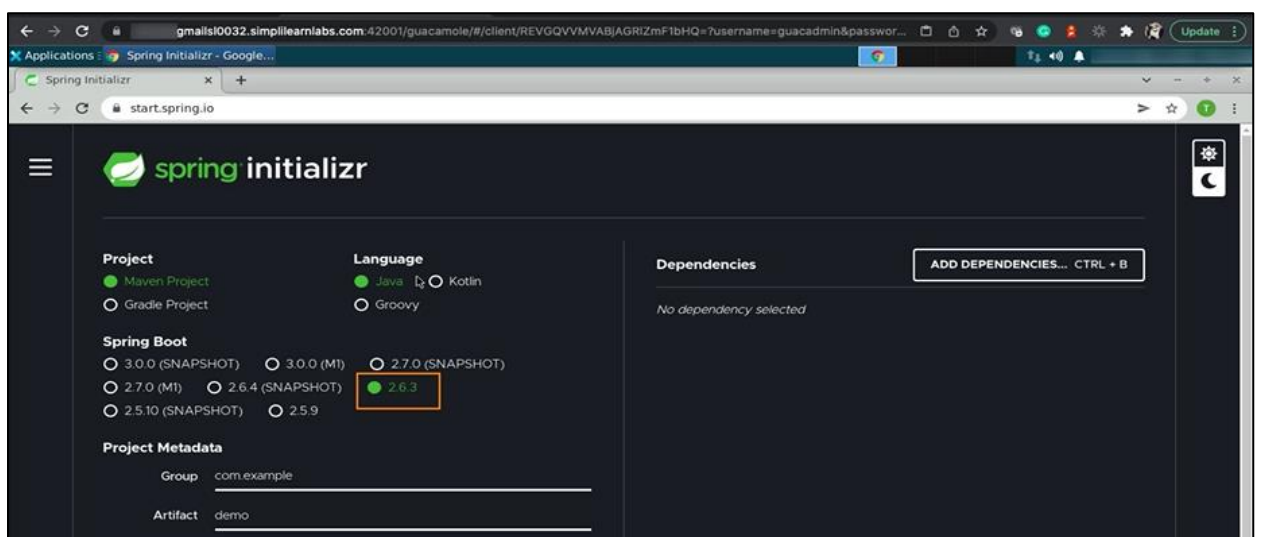 gmailsl0032.simplilearnlabs.com:42001/guacamole/#/client/REVGQVVMVABjAGRIZmF1bHQ=?username=guacadmin&passwor... Update
Applications Spring Initializr - Google...
Spring Initializr
start.spring.io T
spring initializr
Project Language Dependencies ADD DEPENDENCIES... CTRL + B
Maven Project Java Kotlin
Gradle Project Groovy No dependency selected
Spring Boot
3.0.0 (SNAPSHOT) 3.0.0 (M1) 2.7.0 (SNAPSHOT)
2.7.0 (M1) 2.6.4 (SNAPSHOT) 2.6.3
2.5.10 (SNAPSHOT) 2.5.9
Project Metadata
Group com.example
Artifact demo